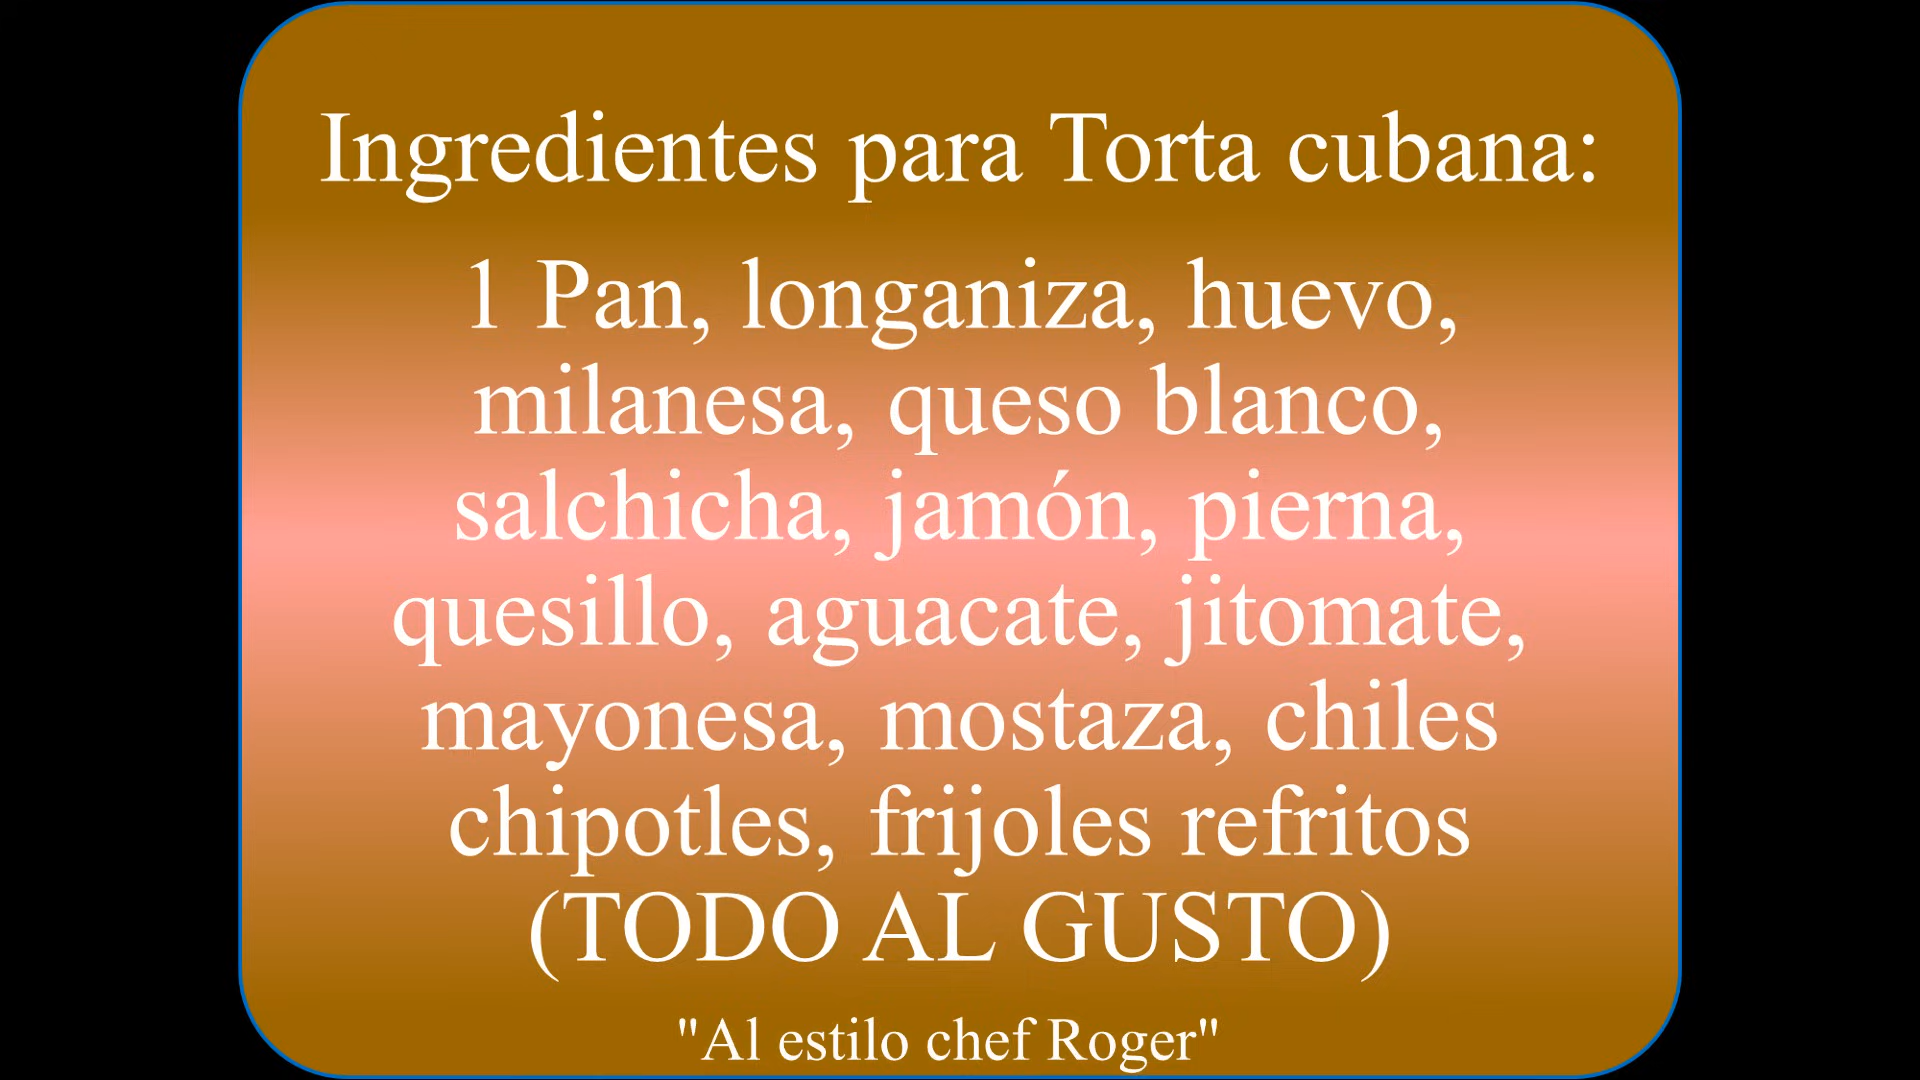 Ingredientes para Torta cubana:
1 Pan, longaniza, huevo,
milanesa, queso blanco,
salchicha, jamón, pierna,
quesillo, aguacate, jitomate,
mayonesa, mostaza, chiles
chipotles, frijoles refritos
(TODO AL GUSTO)
"Al estilo chef Roger"